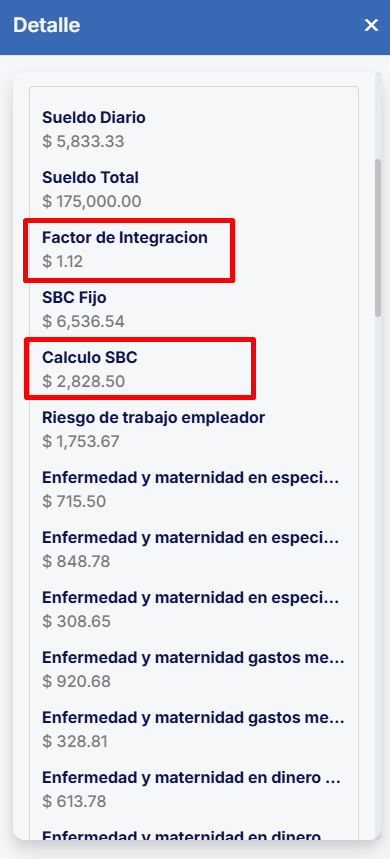 Detalle
Sueldo Diario
$ 5,833.33
Sueldo Total
$ 175,000.00
Factor de Integracion
$ 1.12
SBC Fijo
$ 6,536.54
Calculo SBC
$ 2,828.50
Riesgo de trabajo empleador
$ 1,753.67
Enfermedad y maternidad en especi...
$ 715.50
Enfermedad y maternidad en especi...
$ 848.78
Enfermedad y maternidad en especi...
$ 308.65
Enfermedad y maternidad gastos me...
$ 920.68
Enfermedad y maternidad gastos me...
$ 328.81
Enfermedad y maternidad en dinero ...
$ 613.78
Enfermedad y maternidad en dinero